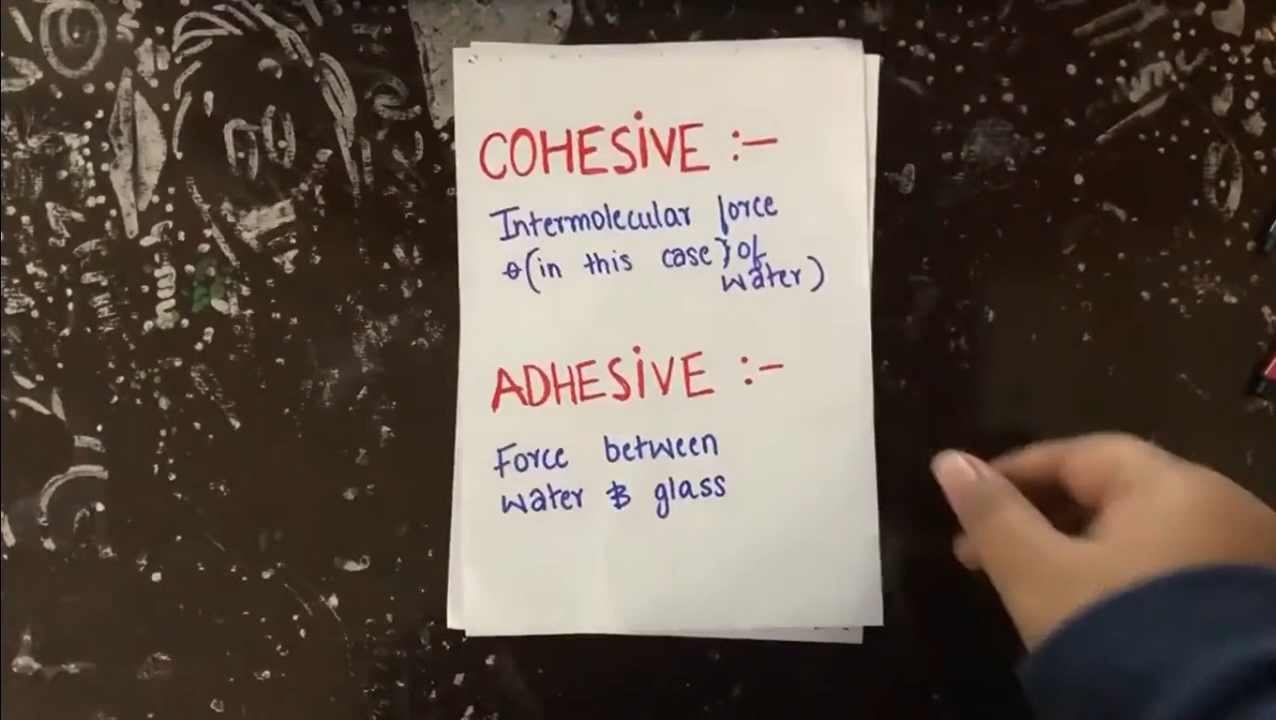 COHESIVE :-
Intermolecular force
(in this case } of
water)
ADHESIVE :-
Force between
water & glass